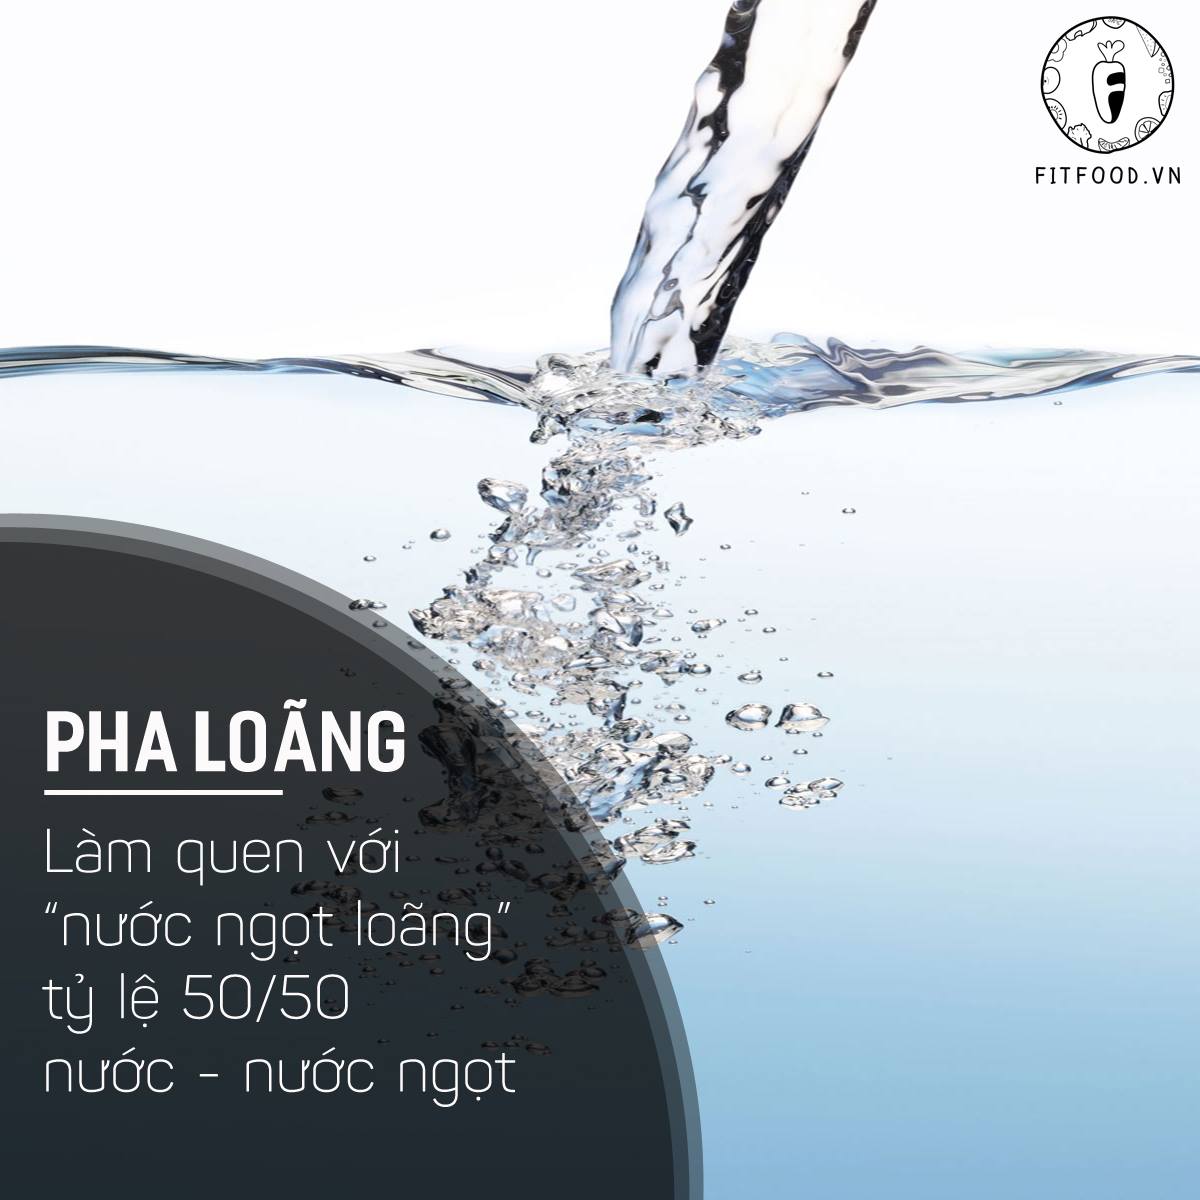 FITFOOD.VN
PHA LOÃNG
Làm quen với
“nước ngọt loãng”
tỷ lệ 50/50
nước - nước ngọt